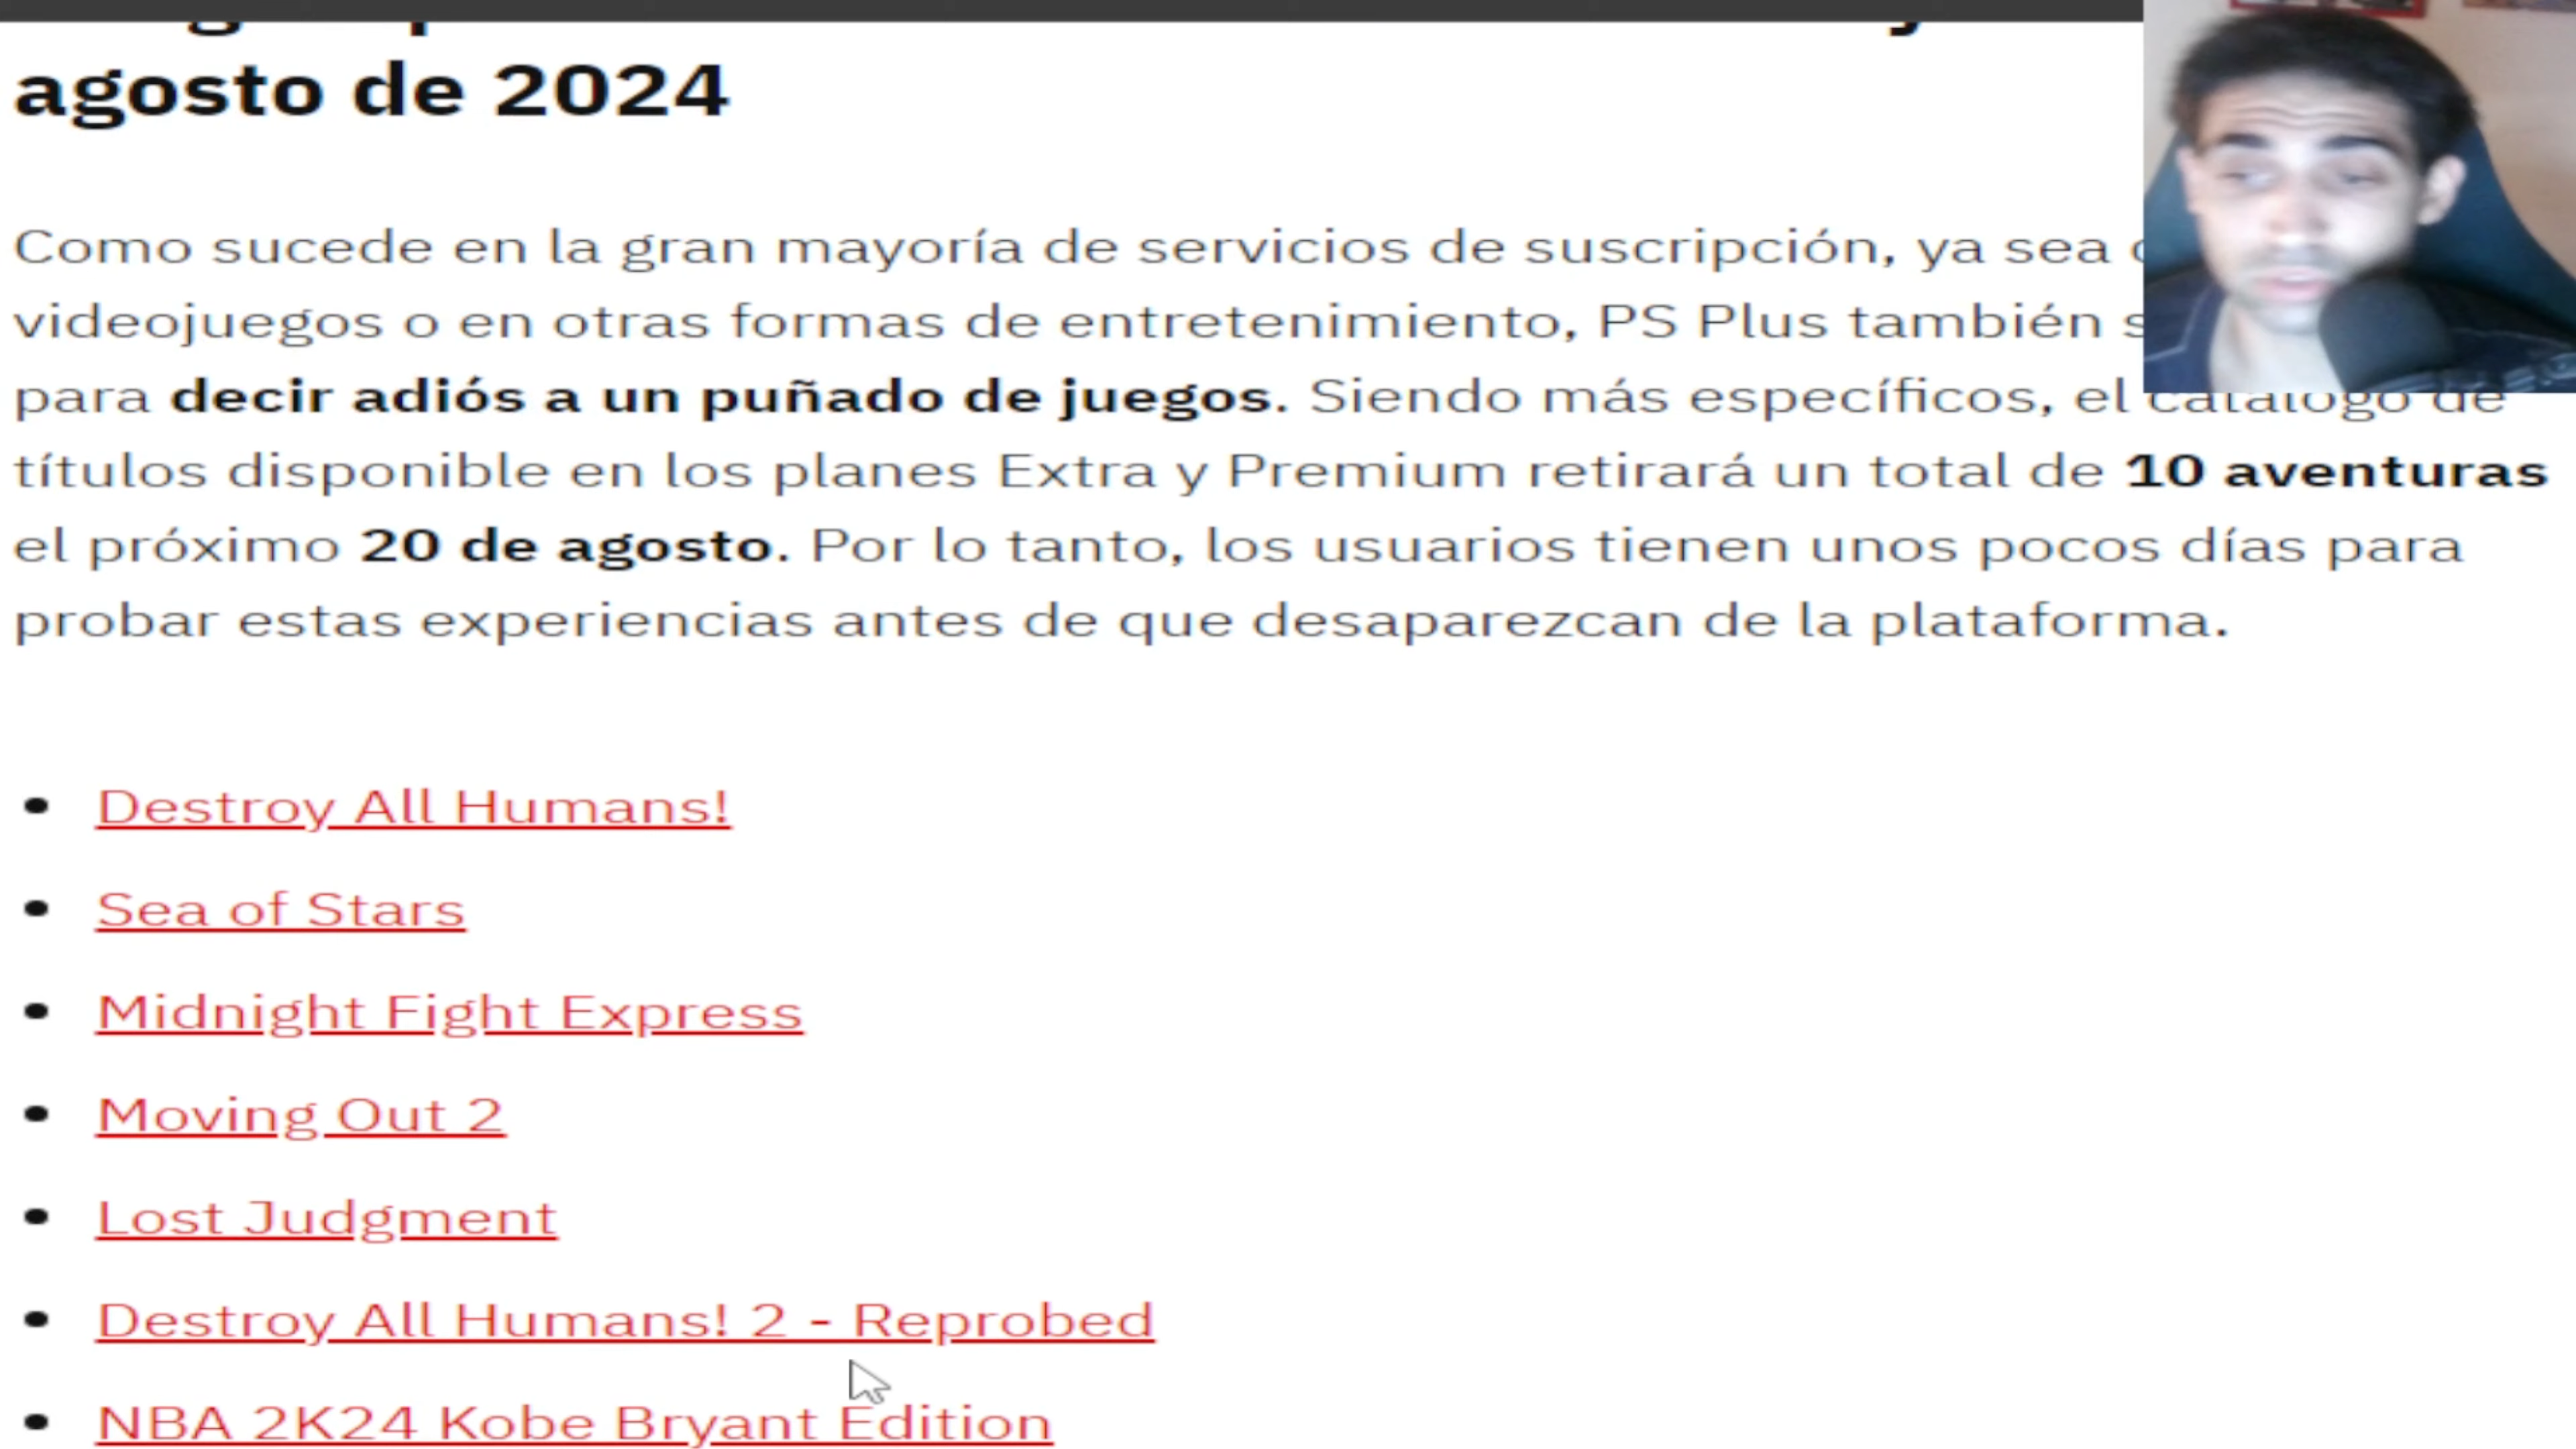 agosto de 2024
Como sucede en la gran mayoría de servicios de suscripción, ya sea
videojuegos o en otras formas de entretenimiento, PS Plus también
para decir adiós a un puñado de juegos. Siendo más específicos, el catálogo de
títulos disponible en los planes Extra y Premium retirará un total de 10 aventuras
el próximo 20 de agosto. Por lo tanto, los usuarios tienen unos pocos días para
probar estas experiencias antes de que desaparezcan de la plataforma.
• Destroy All Humans!
• Sea of Stars
• Midnight Fight Express
• Moving Out 2
• Lost Judgment
• Destroy All Humans! 2 - Reprobed
• NBA 2K24 Kobe Bryant Edition